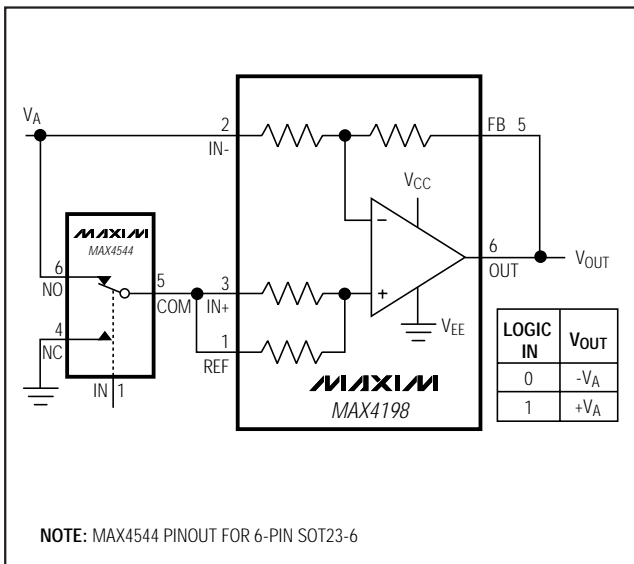 VA
2
IN-
FB 5
VCC
MAXIM
MAX4544
6
NO
5
COM
3
IN+
4
NC
1
REF
IN 1
−
+
6
OUT
VOUT
VEE
MAXIM
MAX4198
LOGIC IN VOUT
0 -VA
1 +VA
NOTE: MAX4544 PINOUT FOR 6-PIN SOT23-6